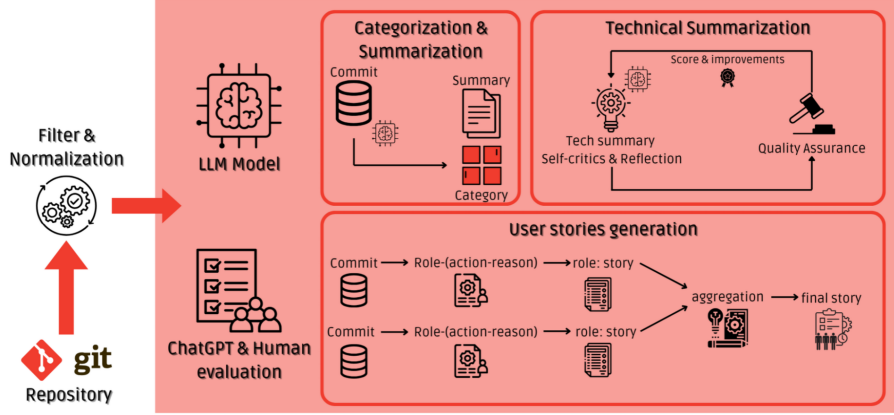 Filter &
Normalization
git
Repository
LLM Model
ChatGPT & Human
evaluation
Categorization &
Summarization
Commit
Summary
Category
Technical Summarization
Score & improvements
Tech summary
Self-critics & Reflection
Quality Assurance
User stories generation
Commit
Role-(action-reason)
role: story
Commit
Role-(action-reason)
role: story
aggregation
final story